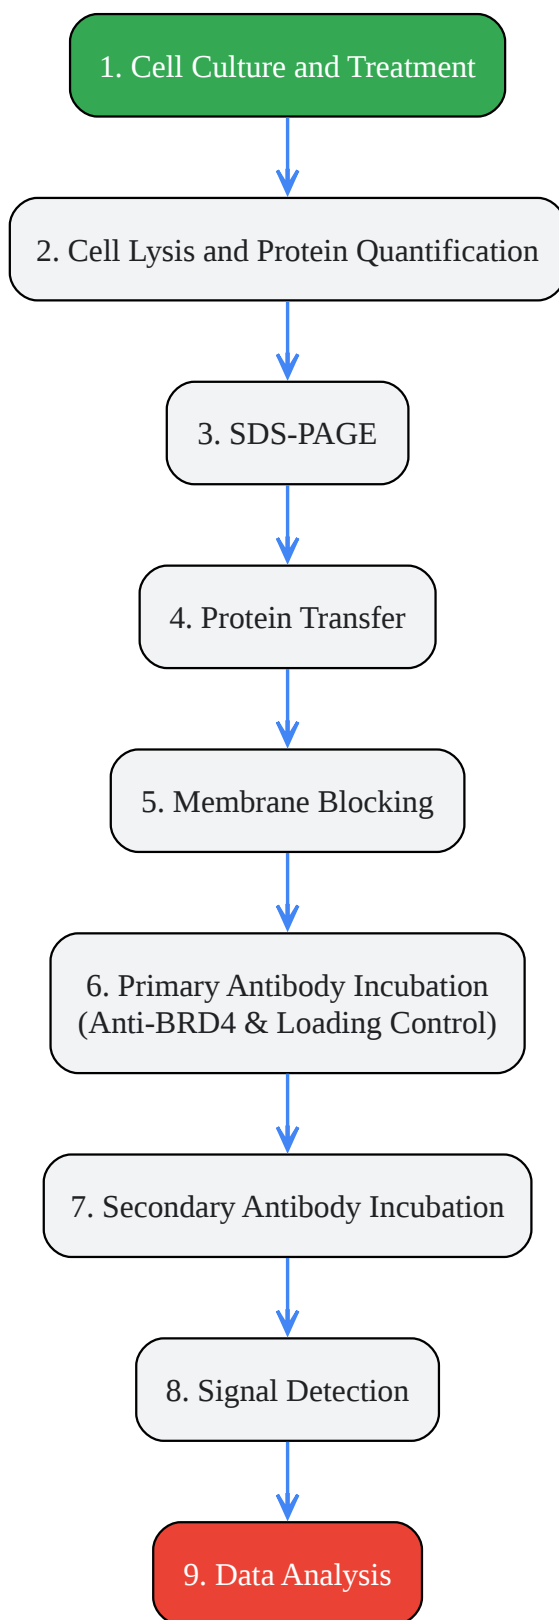 1. Cell Culture and Treatment
2. Cell Lysis and Protein Quantification
3. SDS-PAGE
4. Protein Transfer
5. Membrane Blocking
6. Primary Antibody Incubation
(Anti-BRD4 & Loading Control)
7. Secondary Antibody Incubation
8. Signal Detection
9. Data Analysis